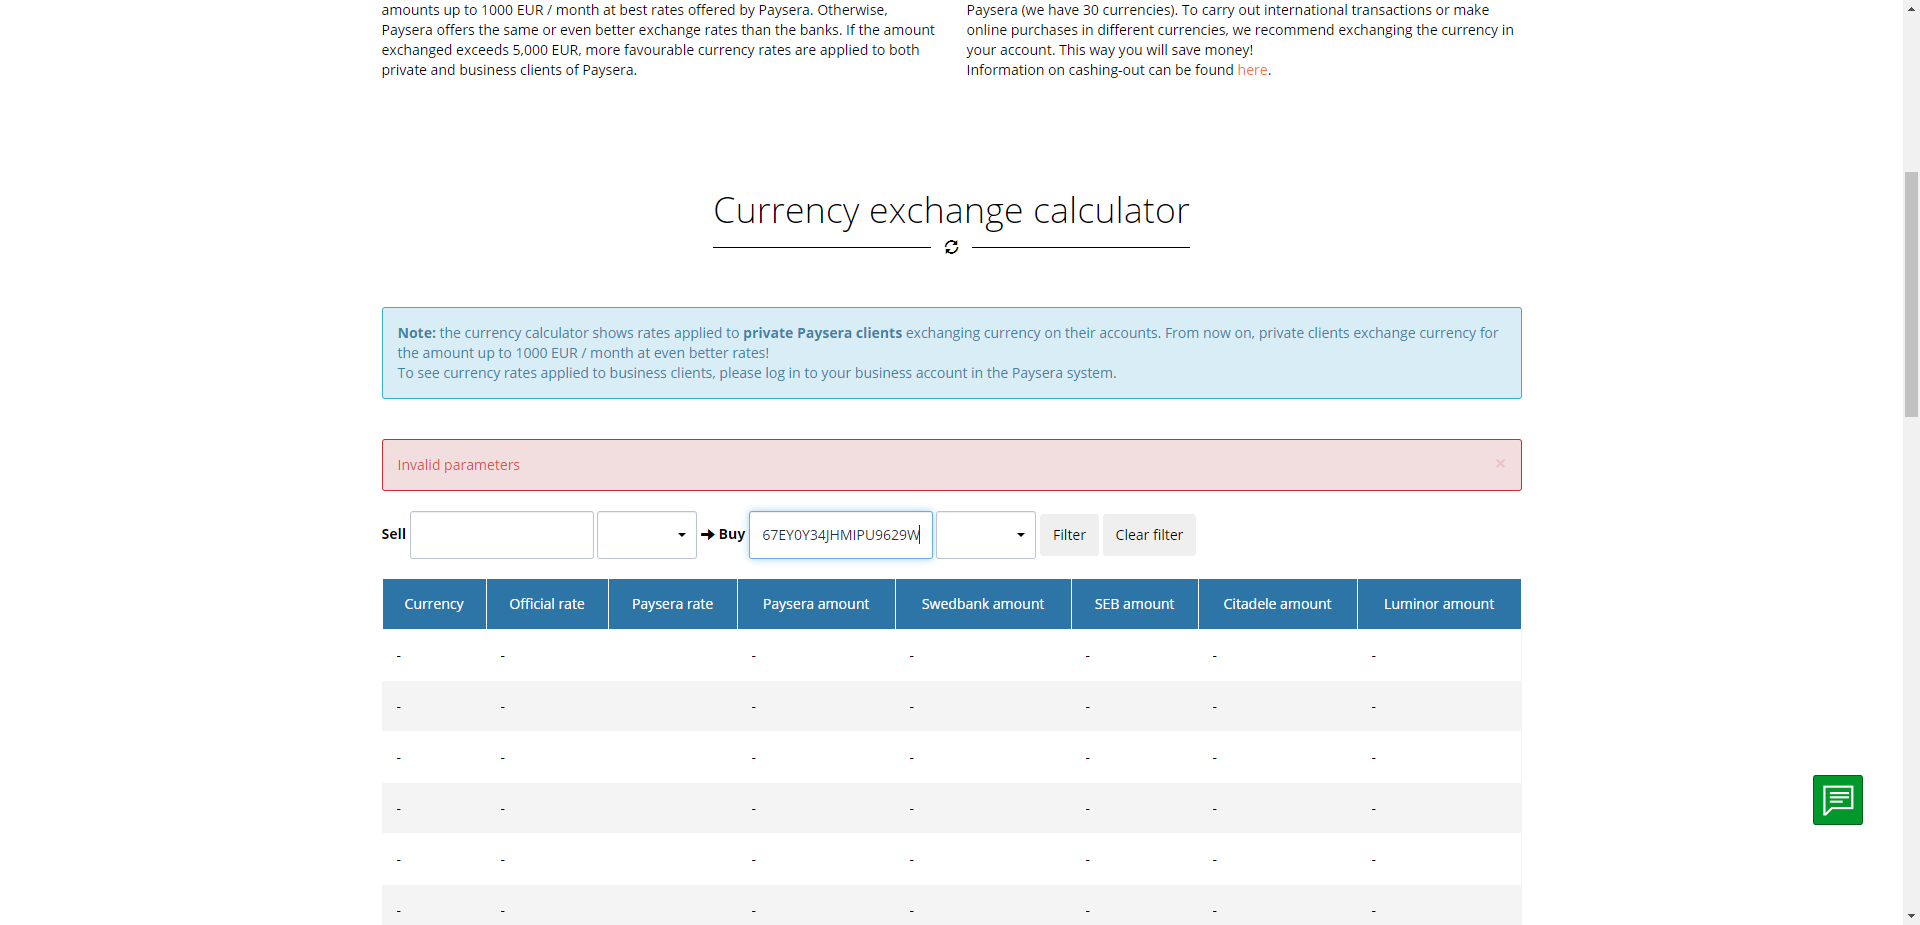 amounts up to 1000 EUR / month at best rates offered by Paysera. Otherwise,
Paysera offers the same or even better exchange rates than the banks. If the amount
exchanged exceeds 5,000 EUR, more favourable currency rates are applied to both
private and business clients of Paysera.
Paysera (we have 30 currencies). To carry out international transactions or make
online purchases in different currencies, we recommend exchanging the currency in
your account. This way you will save money!
Information on cashing-out can be found here.
Currency exchange calculator
Note: the currency calculator shows rates applied to private Paysera clients exchanging currency on their accounts. From now on, private clients exchange currency for
the amount up to 1000 EUR / month at even better rates!
To see currency rates applied to business clients, please log in to your business account in the Paysera system.
Invalid parameters ×
Sell Buy 67EY0Y34JHMIPU9629W Filter Clear filter
Currency Official rate Paysera rate Paysera amount Swedbank amount SEB amount Citadele amount Luminor amount
- - - - - - -
- - - - - - -
- - - - - - -
- - - - - - -
- - - - - - -
- - - - - - -